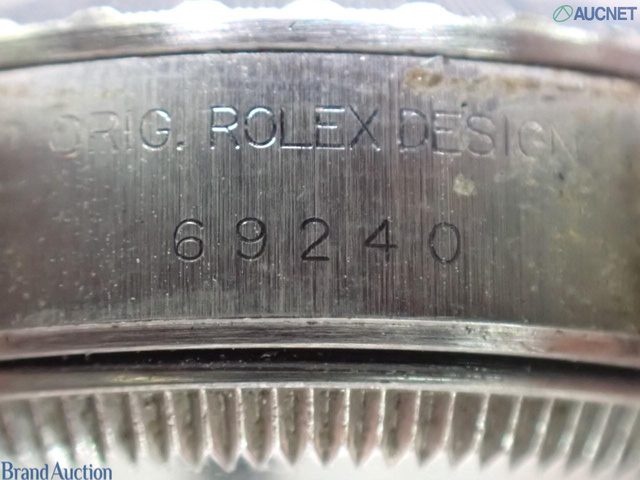 AUCNET
ORIG. ROLEX DESIGN
69240
Brand Auction